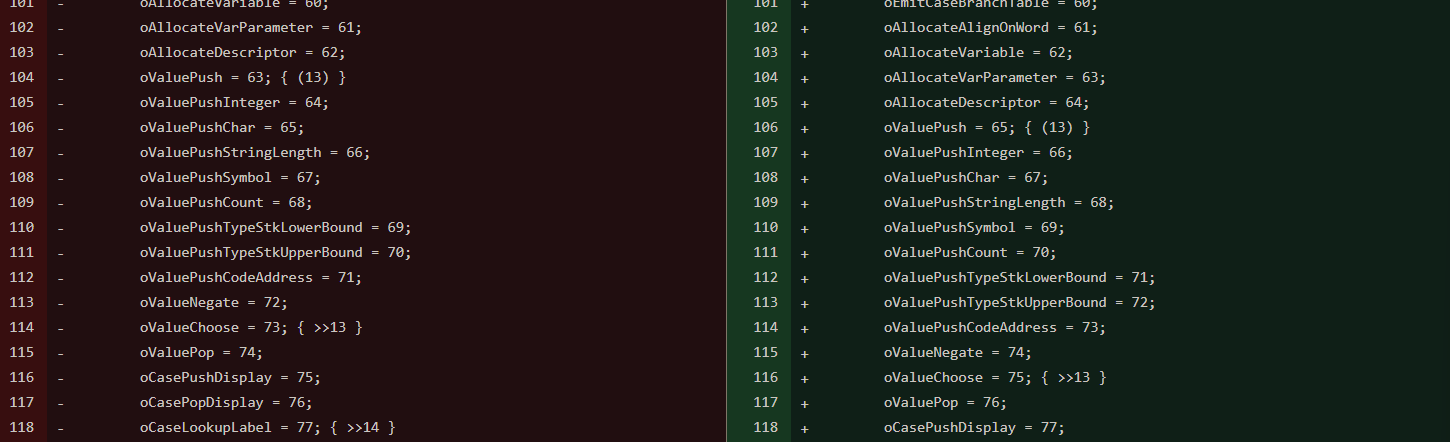 101 oAllocateVariable = 60;
102 - oAllocateVarParameter = 61;
103 - oAllocateDescriptor = 62;
104 - oValuePush = 63; { (13) }
105 - oValuePushInteger = 64;
106 - oValuePushChar = 65;
107 - oValuePushStringLength = 66;
108 - oValuePushSymbol = 67;
109 - oValuePushCount = 68;
110 - oValuePushTypeStkLowerBound = 69;
111 - oValuePushTypeStkUpperBound = 70;
112 - oValuePushCodeAddress = 71;
113 - oValueNegate = 72;
114 - oValueChoose = 73; { >>13 }
115 - oValuePop = 74;
116 - oCasePushDisplay = 75;
117 - oCasePopDisplay = 76;
118 - oCaseLookupLabel = 77; { >>14 }
101 + oEmitCaseBranchTable = 60;
102 + oAllocateAlignOnWord = 61;
103 + oAllocateVariable = 62;
104 + oAllocateVarParameter = 63;
105 + oAllocateDescriptor = 64;
106 + oValuePush = 65; { (13) }
107 + oValuePushInteger = 66;
108 + oValuePushChar = 67;
109 + oValuePushStringLength = 68;
110 + oValuePushSymbol = 69;
111 + oValuePushCount = 70;
112 + oValuePushTypeStkLowerBound = 71;
113 + oValuePushTypeStkUpperBound = 72;
114 + oValuePushCodeAddress = 73;
115 + oValueNegate = 74;
116 + oValueChoose = 75; { >>13 }
117 + oValuePop = 76;
118 + oCasePushDisplay = 77;